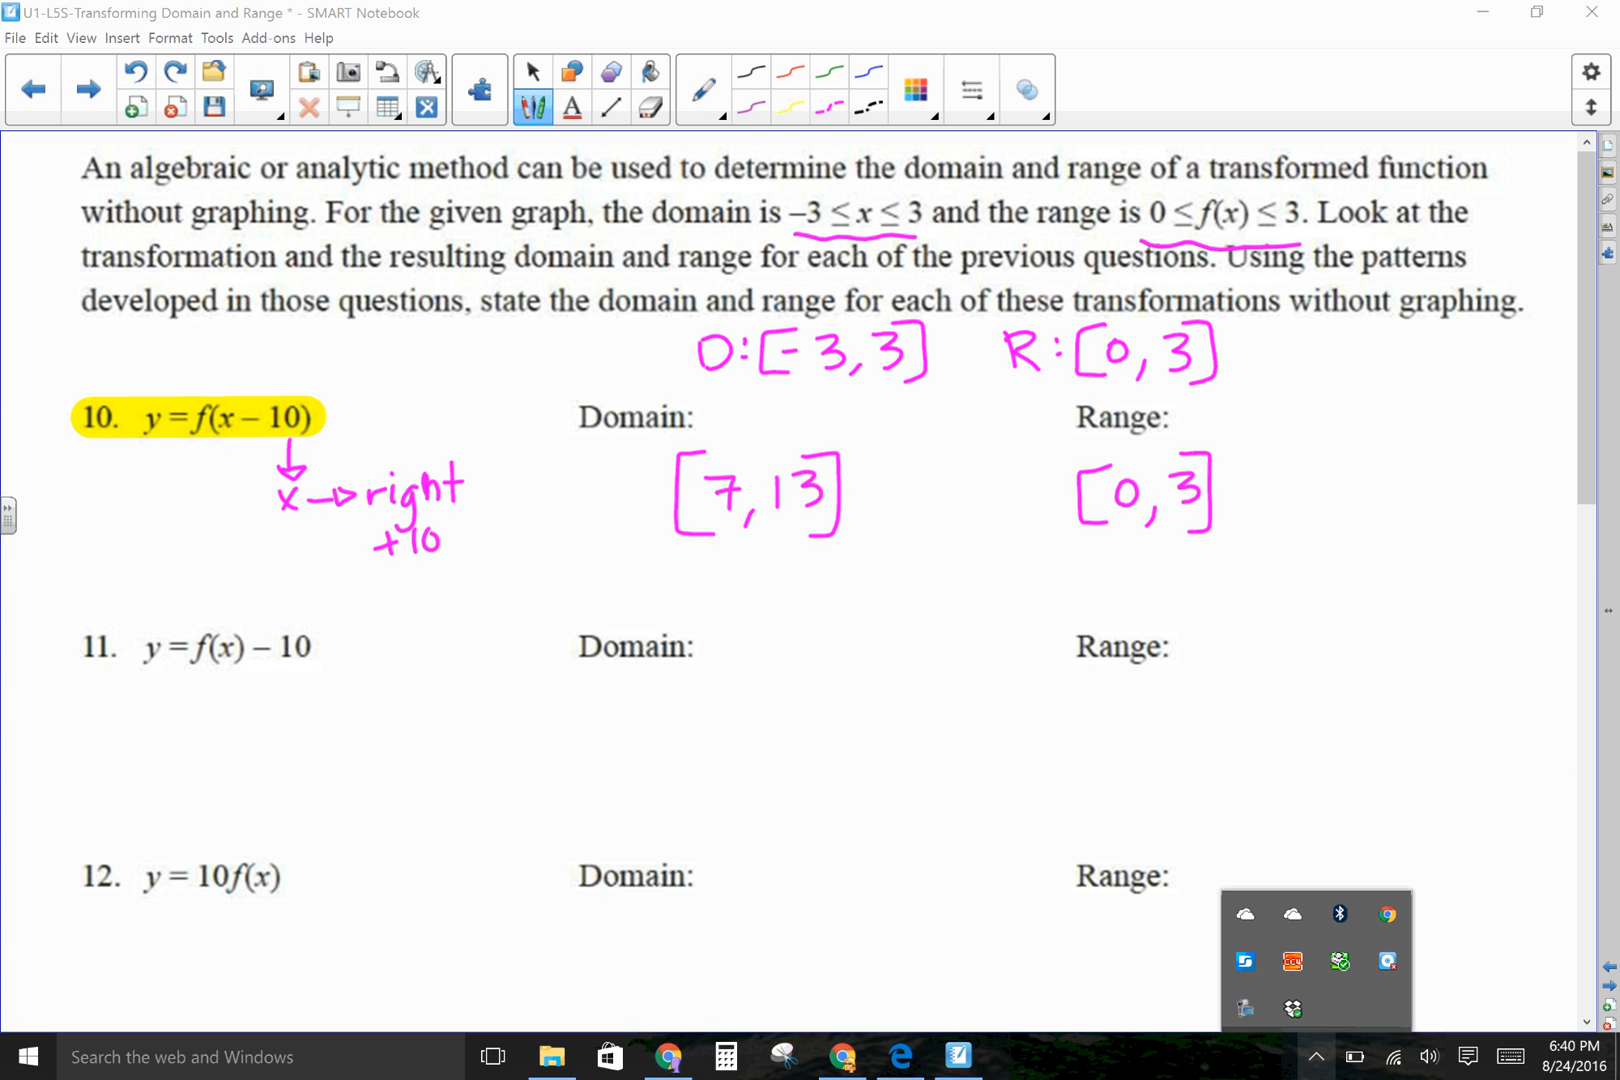 U1-L5S-Transforming Domain and Range * - SMART Notebook
File Edit View Insert Format Tools Add-ons Help
An algebraic or analytic method can be used to determine the domain and range of a transformed function
without graphing. For the given graph, the domain is –3 ≤ x ≤ 3 and the range is 0 ≤ f(x) ≤ 3. Look at the
transformation and the resulting domain and range for each of the previous questions. Using the patterns
developed in those questions, state the domain and range for each of these transformations without graphing.
D: [-3, 3] R: [0, 3]
10. y = f(x – 10) Domain: Range:
x → right [7, 13] [0, 3]
+10
11. y = f(x) – 10 Domain: Range:
12. y = 10f(x) Domain: Range:
Search the web and Windows
6:40 PM
8/24/2016